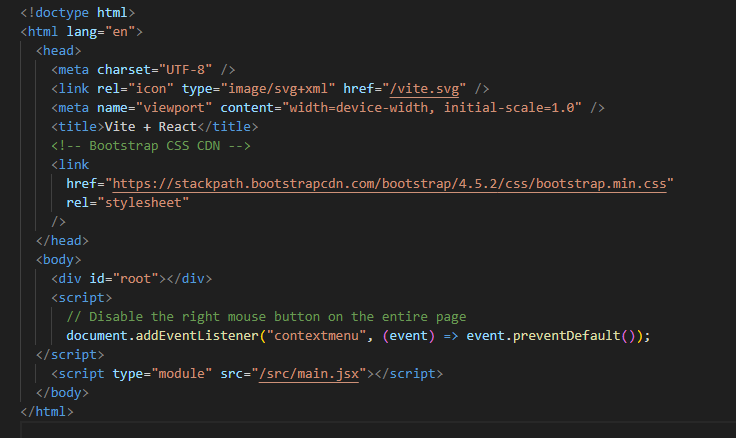 <!doctype html>
<html lang="en">
  <head>
    <meta charset="UTF-8" />
    <link rel="icon" type="image/svg+xml" href="/vite.svg" />
    <meta name="viewport" content="width=device-width, initial-scale=1.0" />
    <title>Vite + React</title>
    <!-- Bootstrap CSS CDN -->
    <link
      href="https://stackpath.bootstrapcdn.com/bootstrap/4.5.2/css/bootstrap.min.css"
      rel="stylesheet"
    />
  </head>
  <body>
    <div id="root"></div>
    <script>
      // Disable the right mouse button on the entire page
      document.addEventListener("contextmenu", (event) => event.preventDefault());
  </script>
    <script type="module" src="/src/main.jsx"></script>
  </body>
</html>